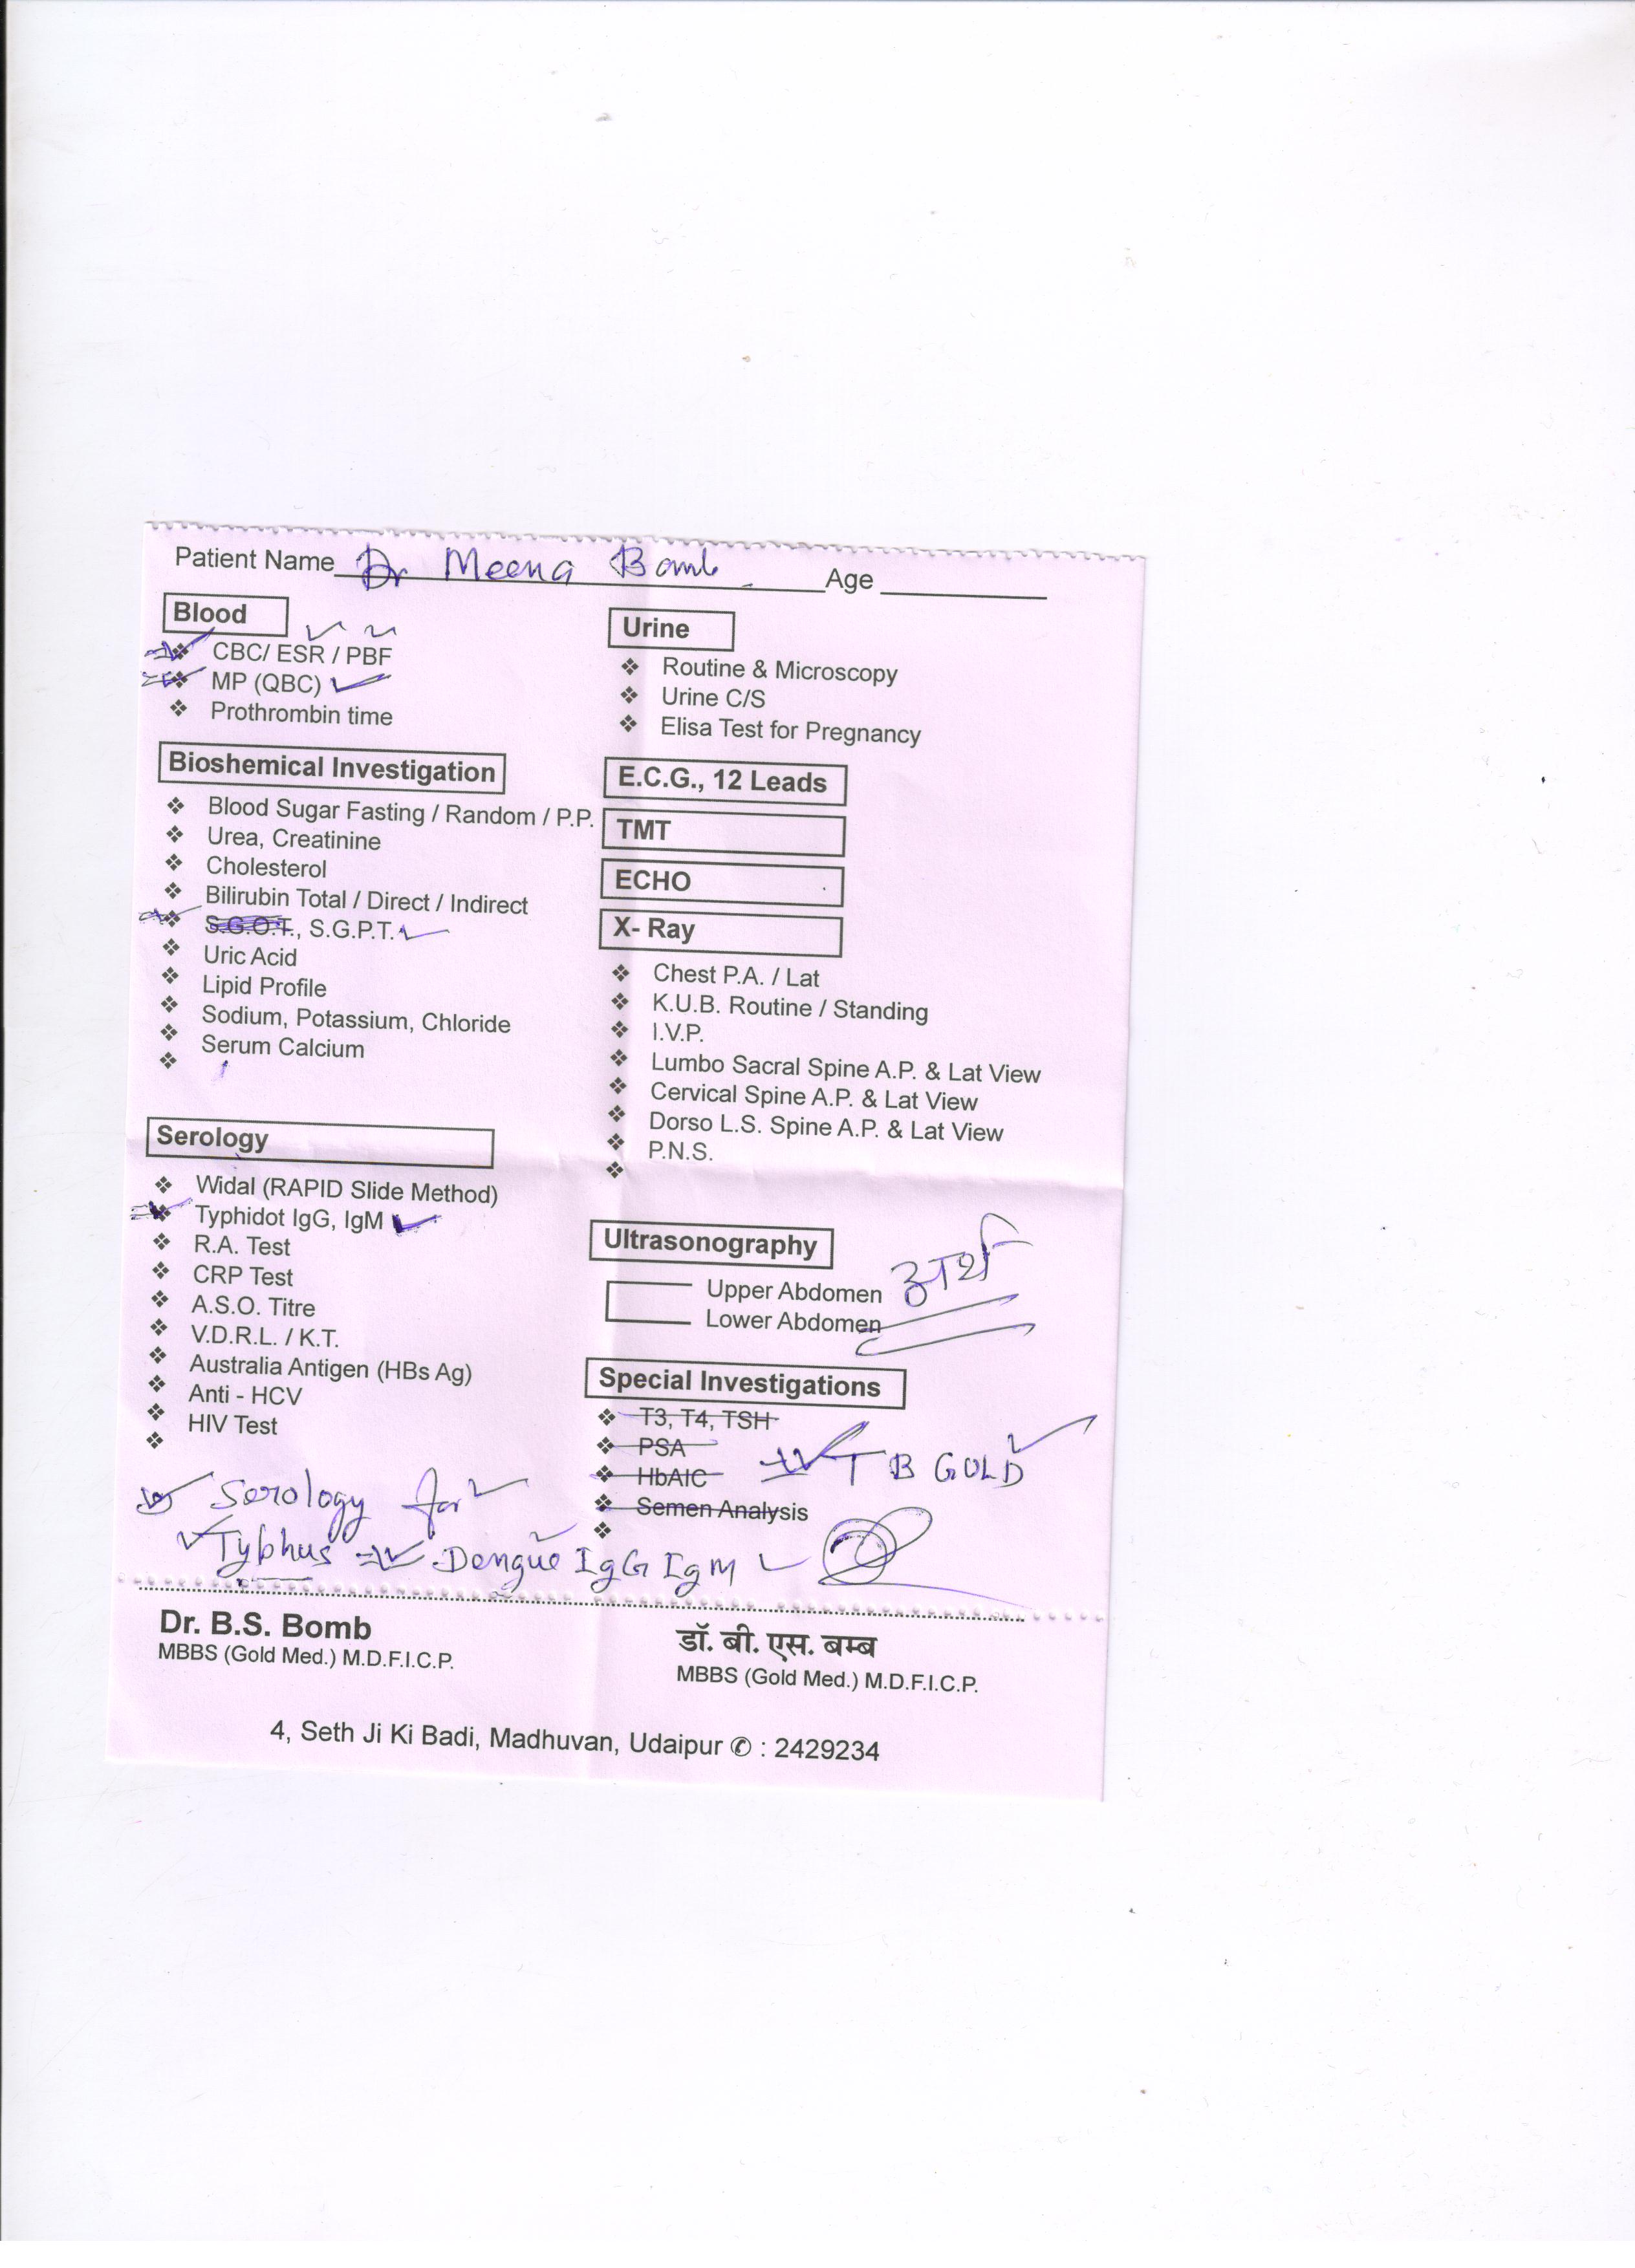 Patient Name Dr Meena Bomb Age
Blood
CBC/ ESR / PBF
MP (QBC)
Prothrombin time
Bioshemical Investigation
Blood Sugar Fasting / Random / P.P.
Urea, Creatinine
Cholesterol
Bilirubin Total / Direct / Indirect
S.G.O.T., S.G.P.T.
Uric Acid
Lipid Profile
Sodium, Potassium, Chloride
Serum Calcium
Serology
Widal (RAPID Slide Method)
Typhidot IgG, IgM
R.A. Test
CRP Test
A.S.O. Titre
V.D.R.L. / K.T.
Australia Antigen (HBs Ag)
Anti - HCV
HIV Test
Urine
Routine & Microscopy
Urine C/S
Elisa Test for Pregnancy
E.C.G., 12 Leads
TMT
ECHO
X- Ray
Chest P.A. / Lat
K.U.B. Routine / Standing
I.V.P.
Lumbo Sacral Spine A.P. & Lat View
Cervical Spine A.P. & Lat View
Dorso L.S. Spine A.P. & Lat View
P.N.S.
Ultrasonography
Upper Abdomen
Lower Abdomen
Special Investigations
T3, T4, TSH
PSA
HbAIC
T B GOLD
Semen Analysis
Serology for
Typhus Dengue IgG IgM
Dr. B.S. Bomb
MBBS (Gold Med.) M.D.F.I.C.P.
डॉ. बी. एस. बम्ब
MBBS (Gold Med.) M.D.F.I.C.P.
4, Seth Ji Ki Badi, Madhuvan, Udaipur ✆ : 2429234